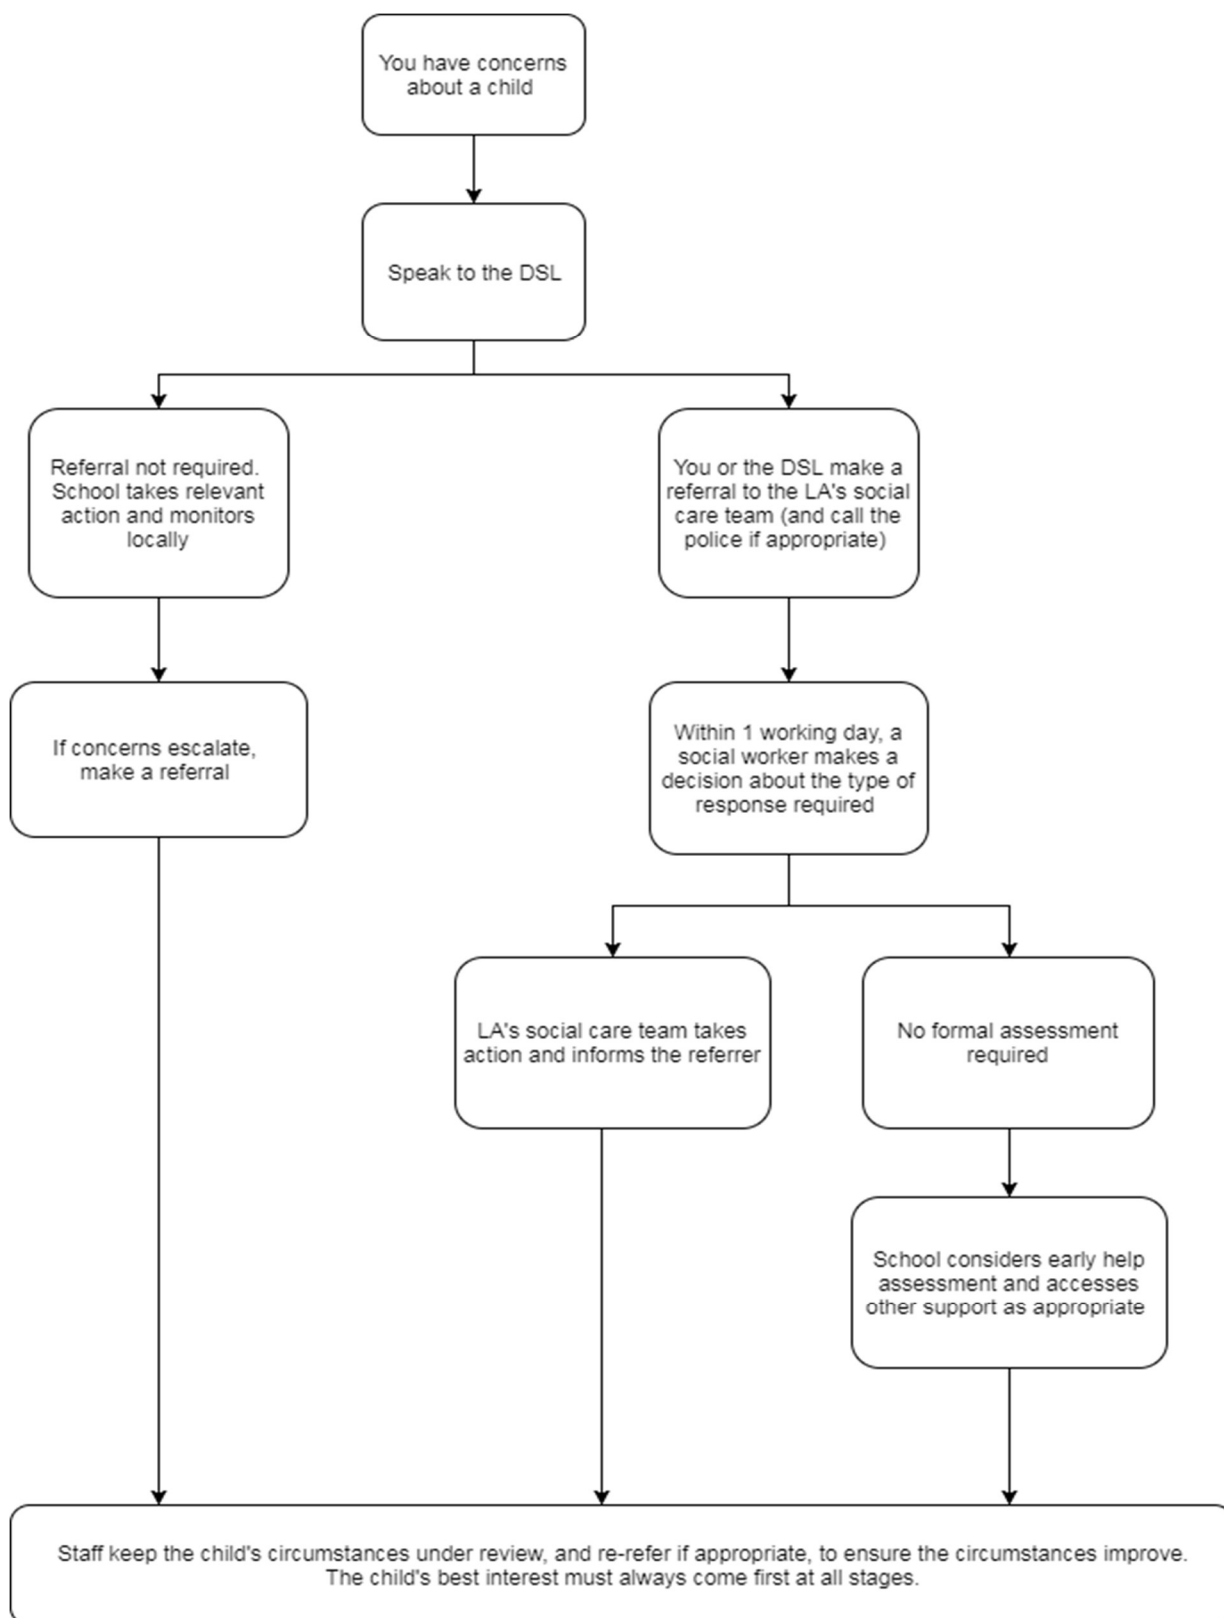 You have concerns
about a child
Speak to the DSL
Referral not required.
School takes relevant
action and monitors
locally
You or the DSL make a
referral to the LA's social
care team (and call the
police if appropriate)
If concerns escalate,
make a referral
Within 1 working day, a
social worker makes a
decision about the type of
response required
LA's social care team takes
action and informs the referrer
No formal assessment
required
School considers early help
assessment and accesses
other support as appropriate
Staff keep the child's circumstances under review, and re-refer if appropriate, to ensure the circumstances improve.
The child's best interest must always come first at all stages.